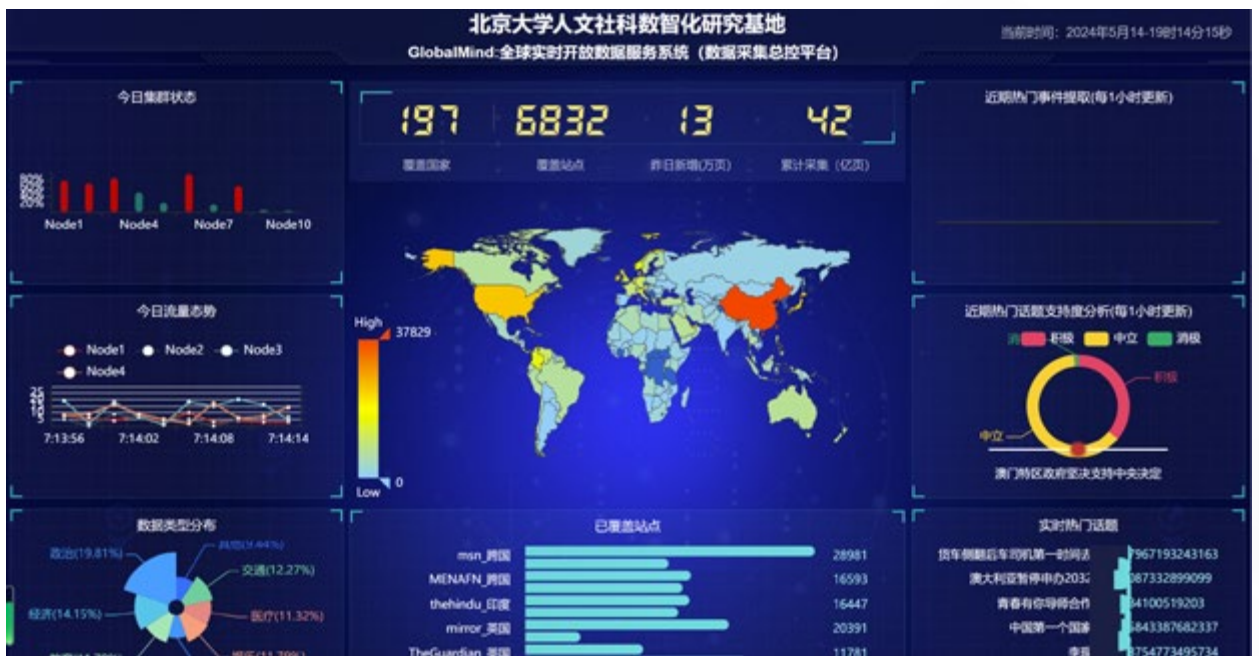 北京大学人文社科数智化研究基地
GlobalMind:全球实时开放数据服务系统（数据采集总控平台）
当前时间：2024年5月14-19时14分15秒
今日集群状态
80%
20%
Node1 Node4 Node7 Node10
197 6832 13 42
覆盖国家 覆盖站点 昨日新增(万页) 累计采集（亿页）
近期热门事件提取(每1小时更新)
今日流量态势
Node1 Node2 Node3
Node4
25
5
7:13:56 7:14:02 7:14:08 7:14:14
High 37829
Low 0
近期热门话题支持度分析(每1小时更新)
积极 中立 消极
积极
中立
澳门特区政府坚决支持中央决定
数据类型分布
政治(19.81%)
交通(12.27%)
经济(14.15%)
医疗(11.32%)
已覆盖站点
msn_跨国 28981
MENAFN_跨国 16593
thehindu_印度 16447
mirror_英国 20391
TheGuardian_英国 11781
实时热门话题
货车侧翻后车司机第一时间去 7967193243163
澳大利亚暂停申办2032 087332899099
青春有你导师合作 34100519203
中国第一个国家 5843387682337
8754773495734